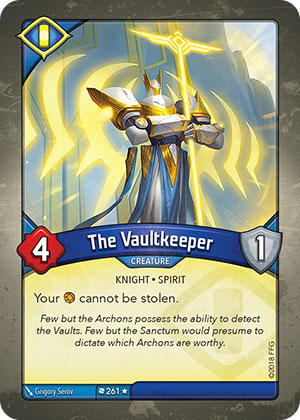 The Vaultkeeper
CREATURE
4
1
KNIGHT • SPIRIT
Your cannot be stolen.
Few but the Archons possess the ability to detect
the Vaults. Few but the Sanctum would presume to
dictate which Archons are worthy.
©2018 FFG
Grigory Serov
261